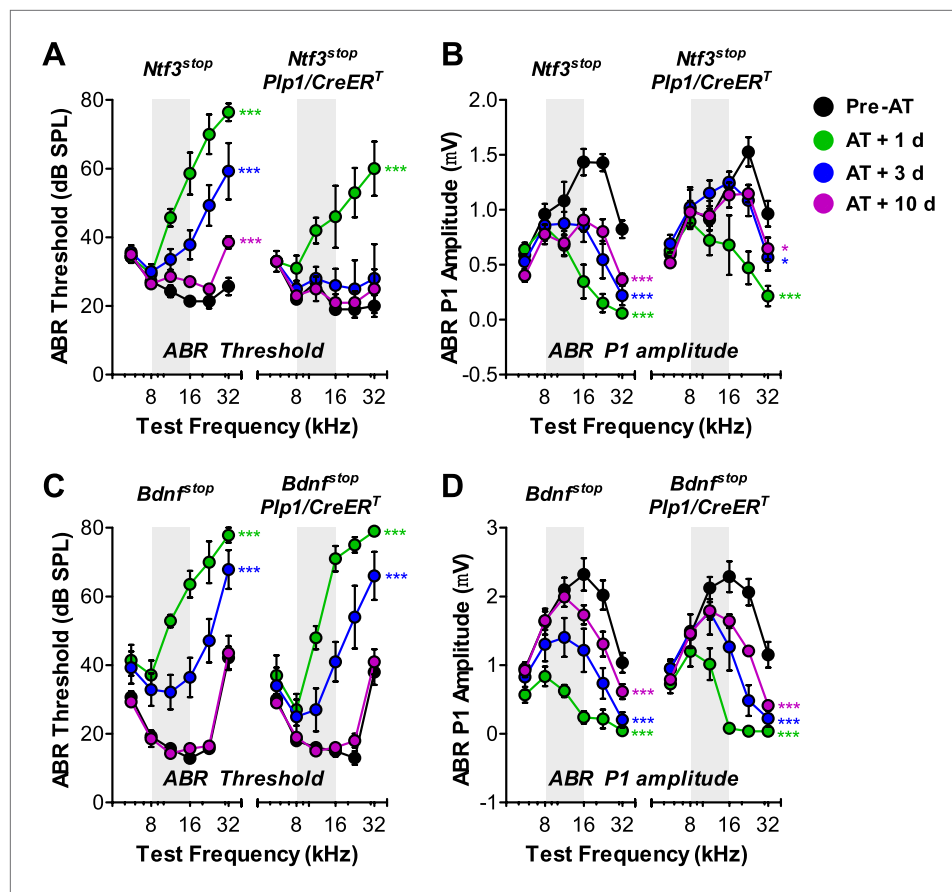 A
Ntf3stop
Ntf3stop
Plp1/CreERT
ABR Threshold (dB SPL)
80
60
40
20
0
***
***
***
***
ABR Threshold
8 16 32 8 16 32
Test Frequency (kHz)
B
Ntf3stop
Ntf3stop
Plp1/CreERT
ABR P1 Amplitude (mV)
2.0
1.5
1.0
0.5
0.0
-0.5
***
***
***
*
*
***
ABR P1 amplitude
8 16 32 8 16 32
Test Frequency (kHz)
Pre-AT
AT + 1 d
AT + 3 d
AT + 10 d
C
Bdnfstop
Bdnfstop
Plp1/CreERT
ABR Threshold (dB SPL)
80
60
40
20
0
***
***
***
***
ABR Threshold
8 16 32 8 16 32
Test Frequency (kHz)
D
Bdnfstop
Bdnfstop
Plp1/CreERT
ABR P1 Amplitude (mV)
3
2
1
0
-1
***
***
***
***
***
***
ABR P1 amplitude
8 16 32 8 16 32
Test Frequency (kHz)